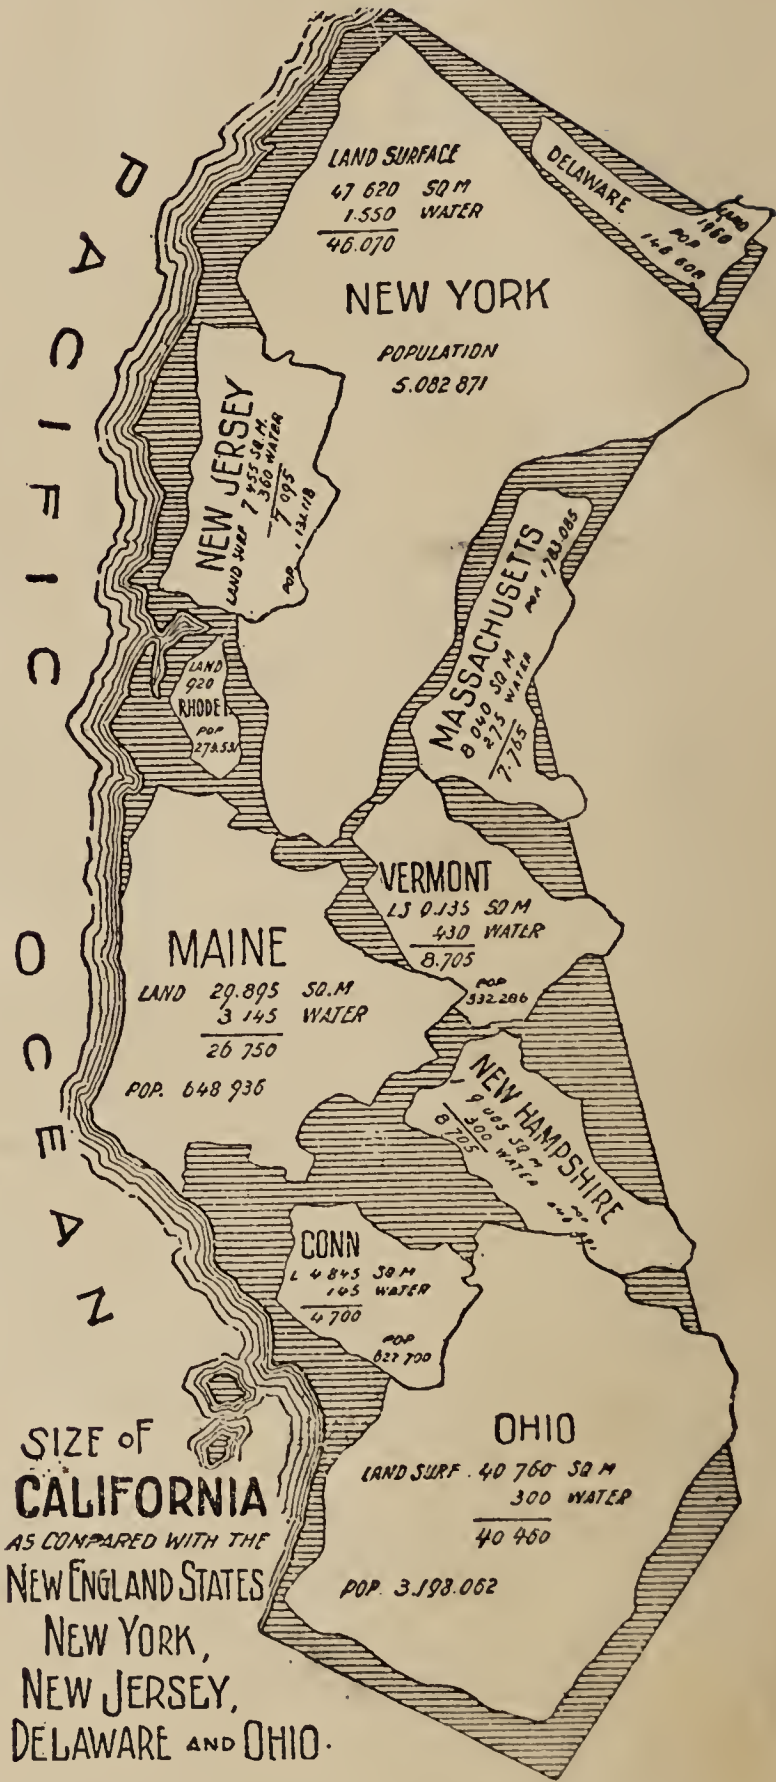 PACIFIC
OCEAN
LAND SURFACE
47 620 SQ M
1.550 WATER
46.070
NEW YORK
POPULATION
5.082 871
DELAWARE
LAND
1960
POP
146 608
NEW JERSEY
LAND SURF 7 455 SQ.M.
360 WATER
7 095
POP. 1 132.118
MASSACHUSETTS
POP 1783.085
8 040 SQ M
275 WATER
7.765
LAND
920
RHODE I
POP
279.531
VERMONT
LS 9.135 SQ M
430 WATER
8.705
POP
332.286
MAINE
LAND 29.895 SQ.M
3 145 WATER
26 750
POP. 648 936
NEW HAMPSHIRE
9 005 SQ M
300 WATER
8 705
POP
CONN
L 4 845 SQ M
145 WATER
4 700
POP
622 700
OHIO
LAND SURF. 40 760 SQ M
300 WATER
40 460
POP. 3.198.062
SIZE OF
CALIFORNIA
AS COMPARED WITH THE
NEW ENGLAND STATES
NEW YORK,
NEW JERSEY,
DELAWARE AND OHIO.